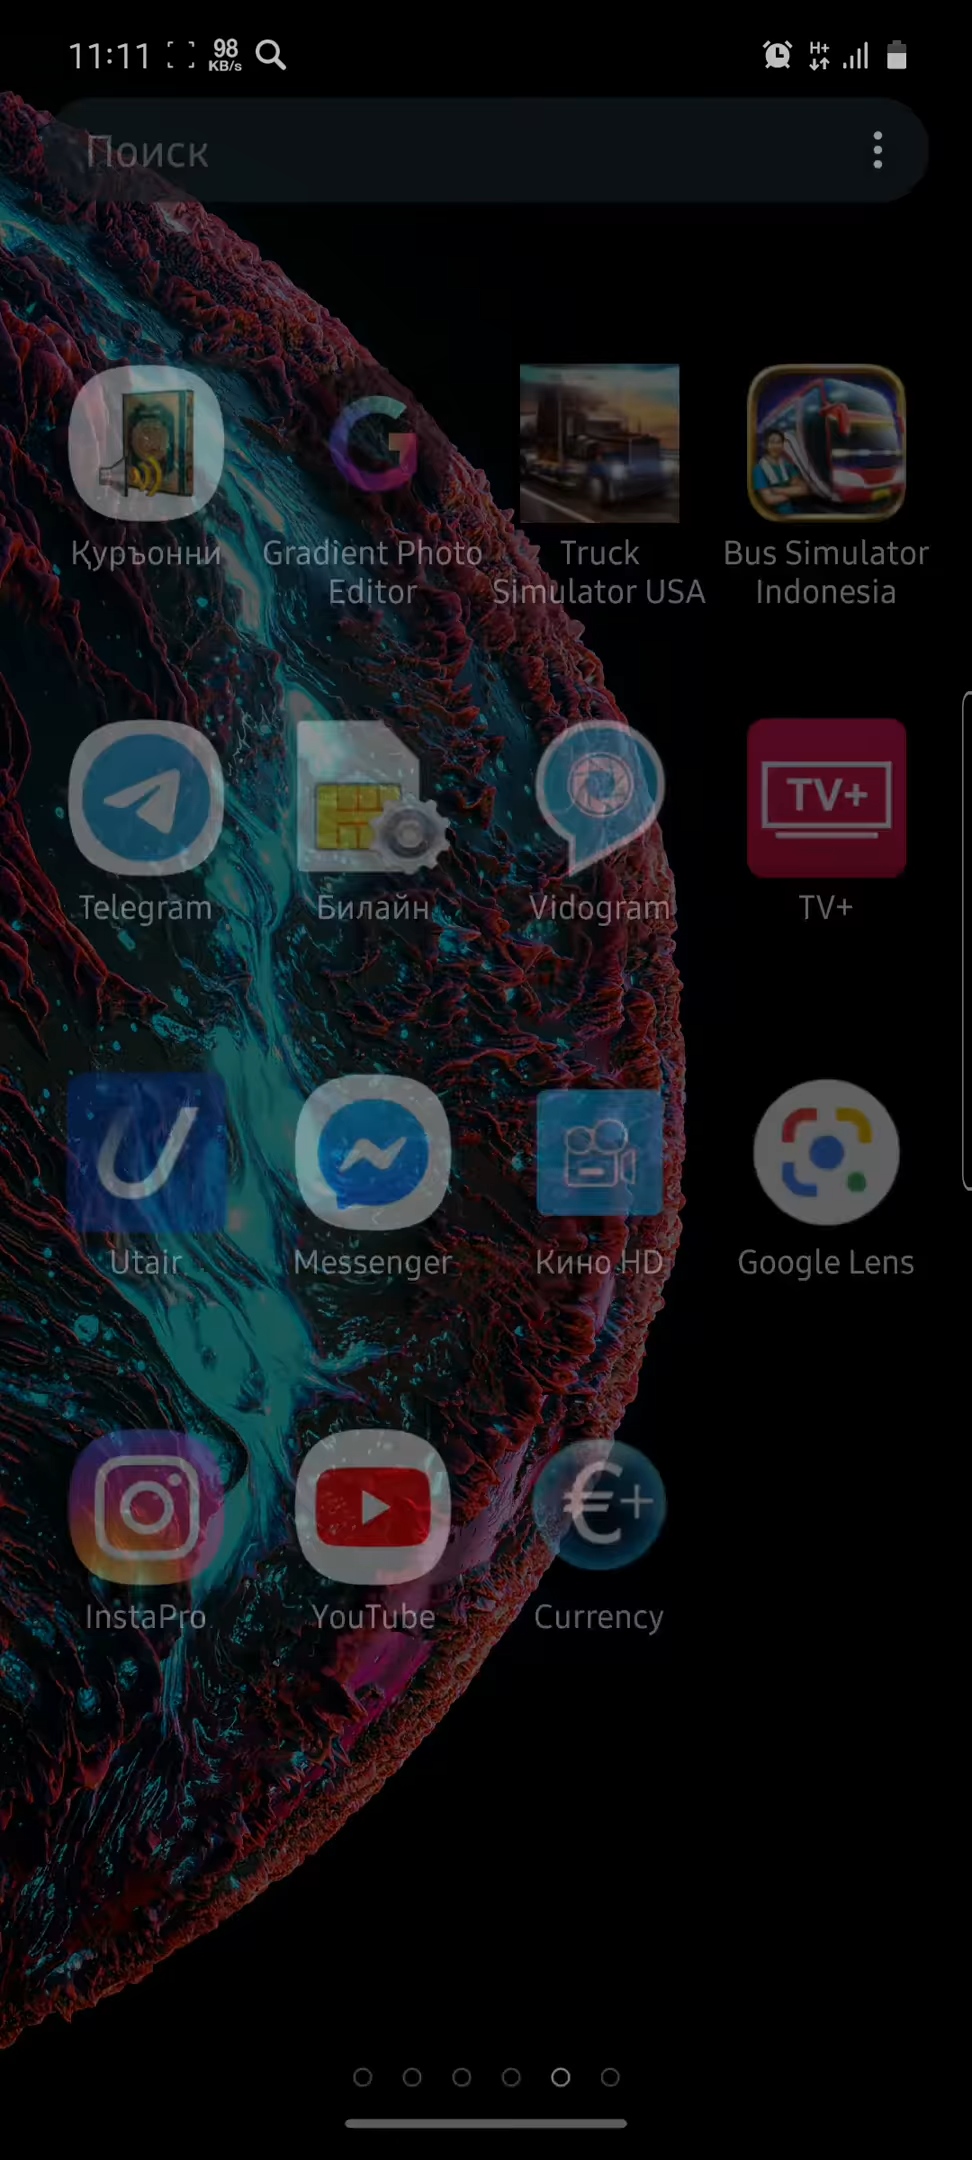 11:11 98 KB/s H+
Поиск
Қуръонни Gradient Photo Editor Truck Simulator USA Bus Simulator Indonesia
Telegram Билайн Vidogram TV+ TV+
Utair Messenger Кино HD Google Lens
InstaPro YouTube Currency